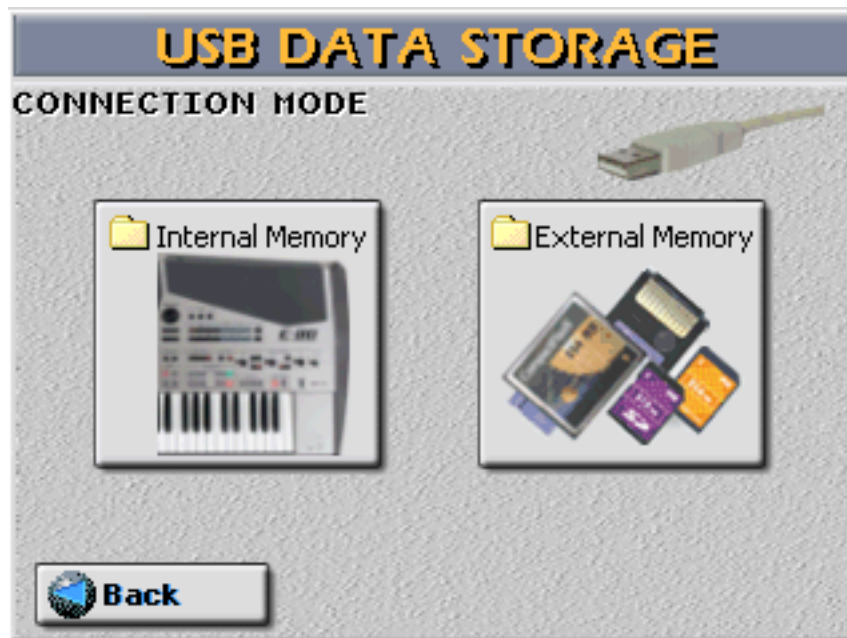 USB DATA STORAGE
CONNECTION MODE
Internal Memory
External Memory
Back